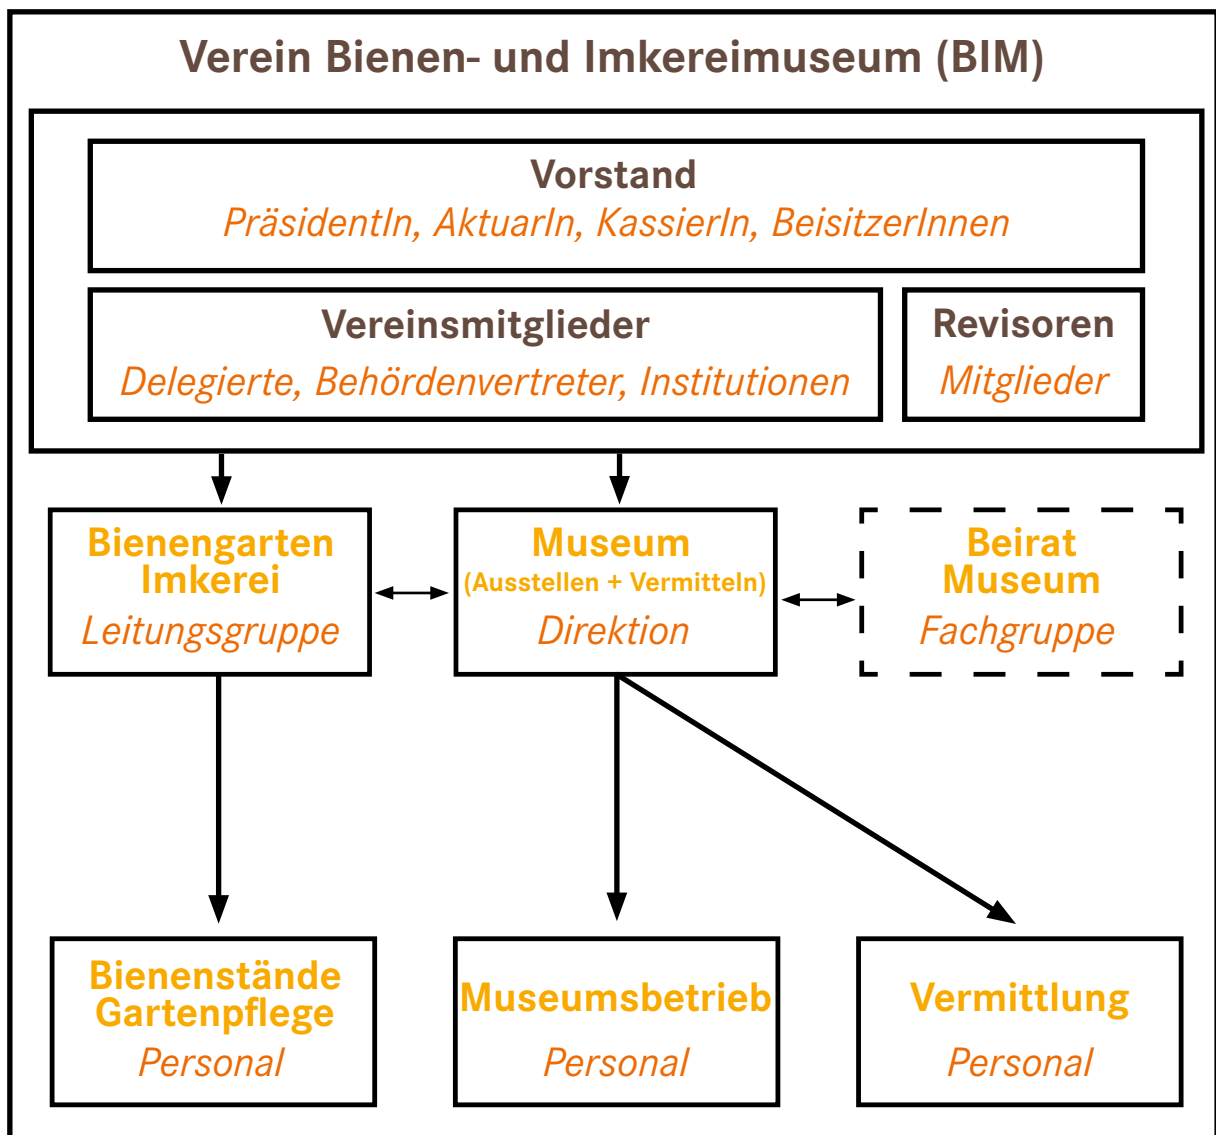 Verein Bienen- und Imkereimuseum (BIM)
Vorstand
PräsidentIn, AktuarIn, KassierIn, BeisitzerInnen
Vereinsmitglieder
Delegierte, Behördenvertreter, Institutionen
Revisoren
Mitglieder
Bienengarten
Imkerei
Leitungsgruppe
Museum
(Ausstellen + Vermitteln)
Direktion
Beirat
Museum
Fachgruppe
Bienenstände
Gartenpflege
Personal
Museumsbetrieb
Personal
Vermittlung
Personal